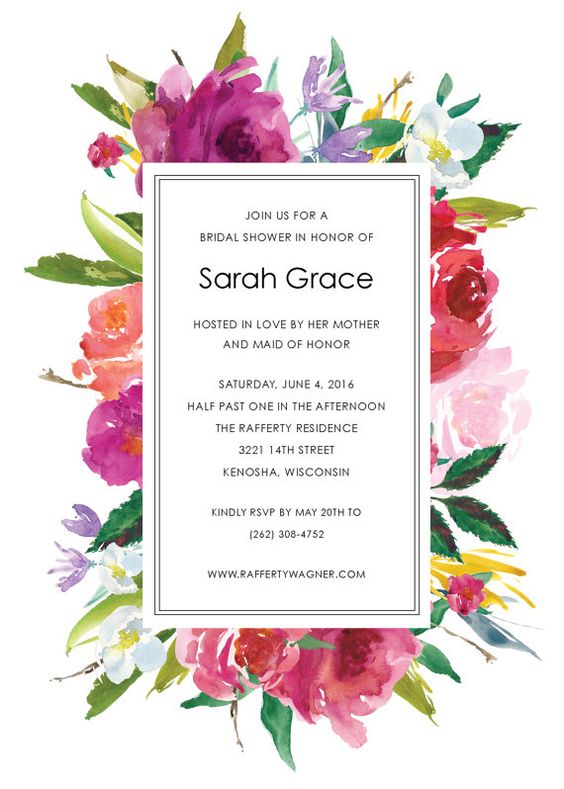 JOIN US FOR A
BRIDAL SHOWER IN HONOR OF
Sarah Grace
HOSTED IN LOVE BY HER MOTHER
AND MAID OF HONOR
SATURDAY, JUNE 4, 2016
HALF PAST ONE IN THE AFTERNOON
THE RAFFERTY RESIDENCE
3221 14TH STREET
KENOSHA, WISCONSIN
KINDLY RSVP BY MAY 20TH TO
(262) 308-4752
WWW.RAFFERTYWAGNER.COM